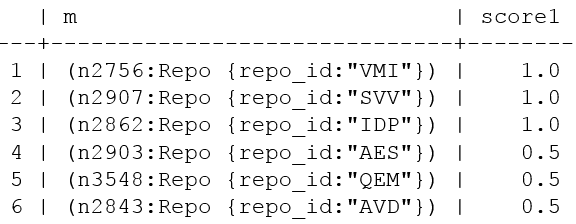 | m                             | score1
---+-------------------------------+--------
 1 | (n2756:Repo {repo_id:"VMI"}) |    1.0
 2 | (n2907:Repo {repo_id:"SVV"}) |    1.0
 3 | (n2862:Repo {repo_id:"IDP"}) |    1.0
 4 | (n2903:Repo {repo_id:"AES"}) |    0.5
 5 | (n3548:Repo {repo_id:"QEM"}) |    0.5
 6 | (n2843:Repo {repo_id:"AVD"}) |    0.5